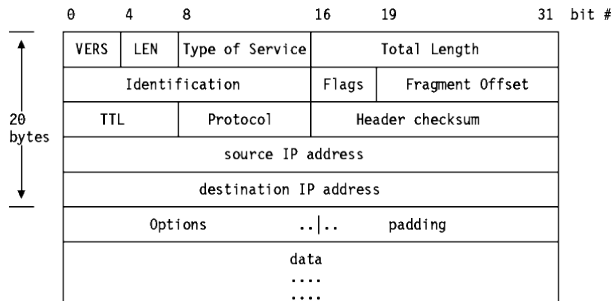 0 4 8 16 19 31 bit #
VERS LEN Type of Service Total Length
Identification Flags Fragment Offset
20 bytes
TTL Protocol Header checksum
source IP address
destination IP address
Options ..|.. padding
data
....
....